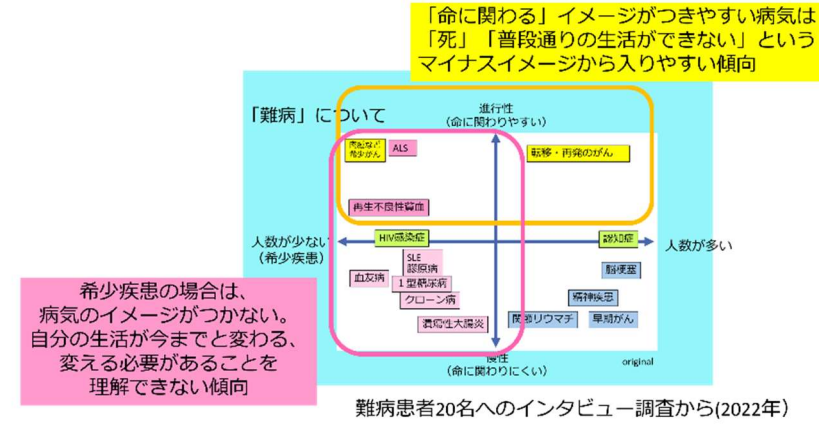 「命に関わる」イメージがつきやすい病気は
「死」「普段通りの生活ができない」という
マイナスイメージから入りやすい傾向
「難病」について
進行性
(命に関わりやすい)
肉腫など
希少がん
ALS
転移・再発のがん
再生不良性貧血
人数が少ない
(希少疾患)
HIV感染症
認知症
人数が多い
SLE
膠原病
血友病
1型糖尿病
クローン病
潰瘍性大腸炎
脳梗塞
精神疾患
関節リウマチ
早期がん
慢性
(命に関わりにくい)
original
希少疾患の場合は、
病気のイメージがつかない。
自分の生活が今までと変わる、
変える必要があることを
理解できない傾向
難病患者20名へのインタビュー調査から(2022年)